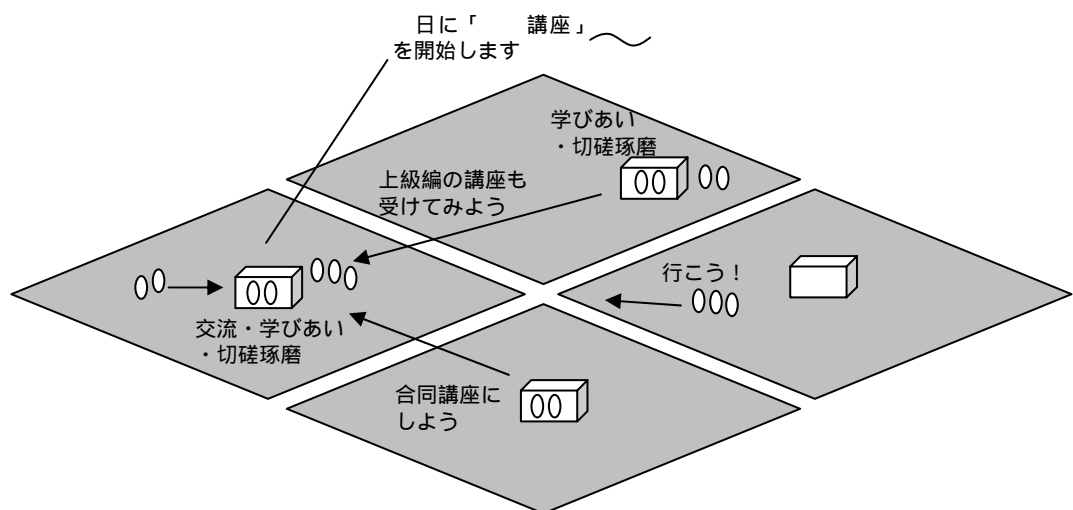 日に「　　講座」
を開始します
学びあい
・切磋琢磨
上級編の講座も
受けてみよう
行こう！
交流・学びあい
・切磋琢磨
合同講座に
しよう